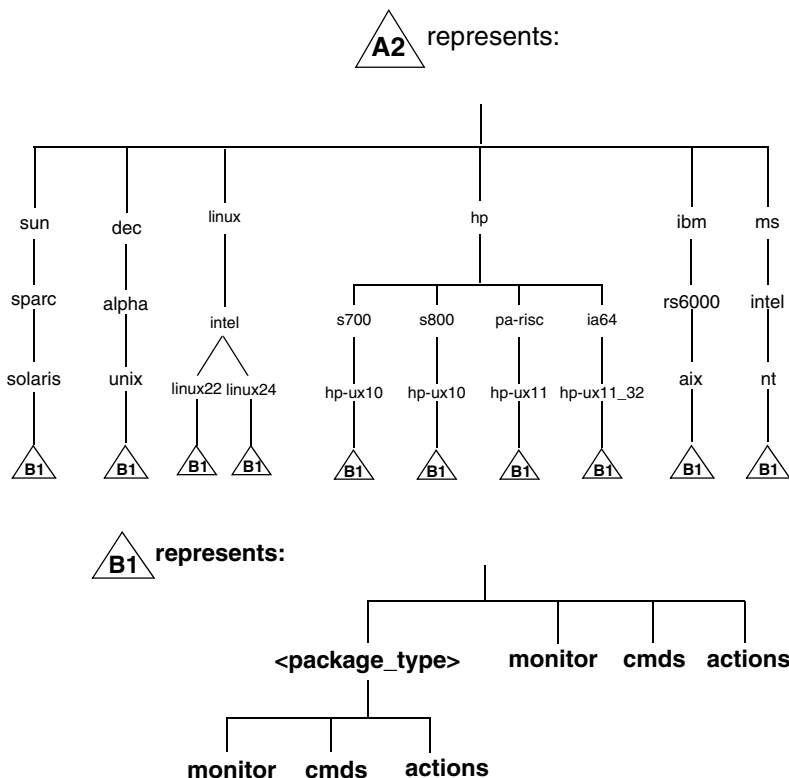 A2 represents:
sun dec linux hp ibm ms
sparc alpha intel s700 s800 pa-risc ia64 rs6000 intel
solaris unix linux22 linux24 hp-ux10 hp-ux10 hp-ux11 hp-ux11_32 aix nt
B1 B1 B1 B1 B1 B1 B1 B1 B1 B1
B1 represents:
<package_type> monitor cmds actions
monitor cmds actions